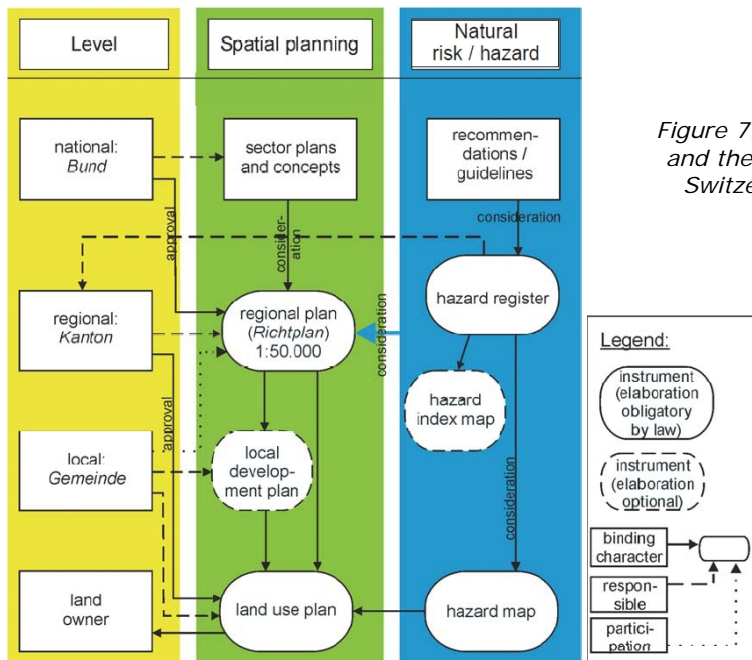 Level
Spatial planning
Natural
risk / hazard
national:
Bund
sector plans
and concepts
recommen-
dations /
guidelines
Figure 7
and the
Switze
approval
consider-
ation
consideration
regional:
Kanton
regional plan
(Richtplan)
1:50.000
consideration
hazard register
hazard
index map
approval
local:
Gemeinde
local
develop-
ment plan
consideration
land
owner
land use plan
hazard map
Legend:
instrument
(elaboration
obligatory
by law)
instrument
(elaboration
optional)
binding
character
respon-
sible
partici-
pation